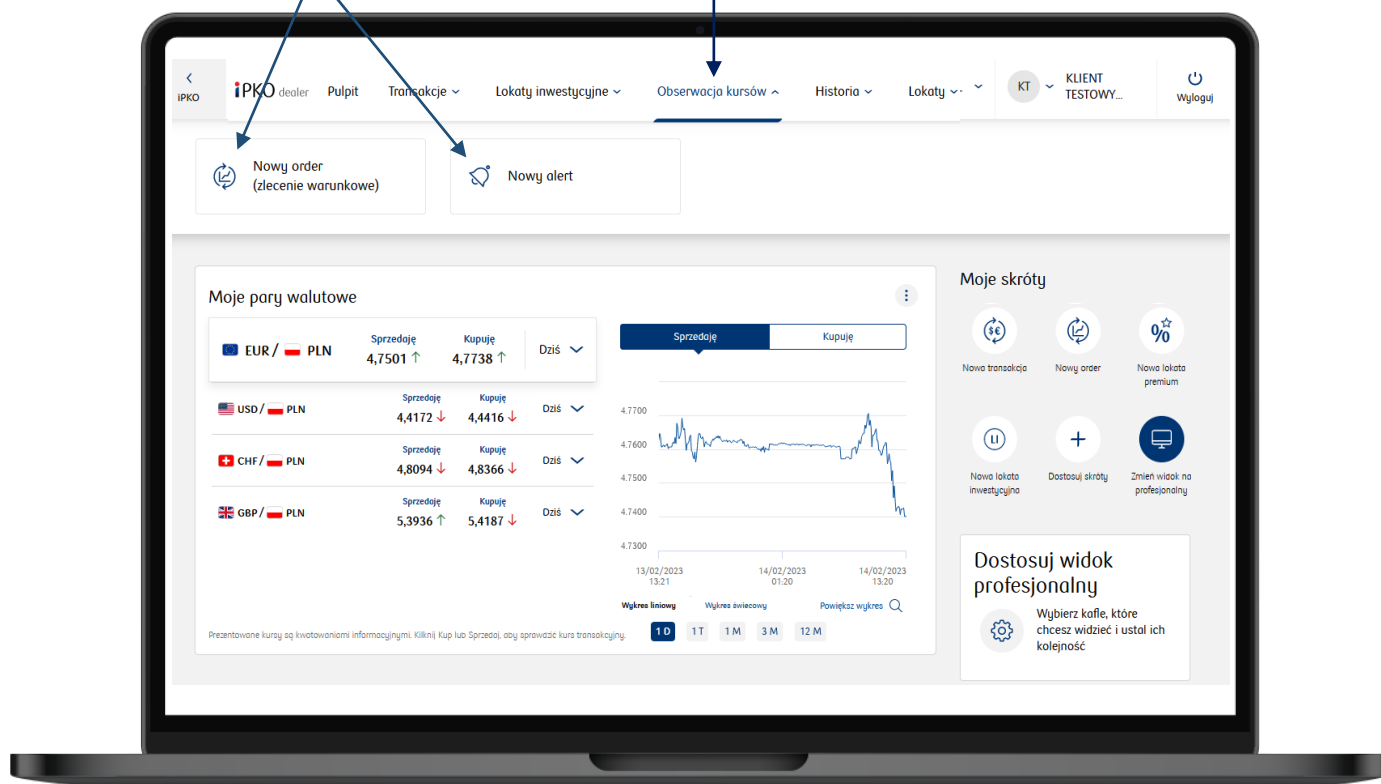 iPKO
iPKO dealer
Pulpit
Transakcje
Lokaty inwestycyjne
Obserwacja kursów
Historia
Lokaty
KT
KLIENT
TESTOWY...
Wyloguj
Nowy order
(zlecenie warunkowe)
Nowy alert
Moje pary walutowe
EUR / PLN
Sprzedaję
4,7501
Kupuję
4,7738
Dziś
USD / PLN
Sprzedaję
4,4172
Kupuję
4,4416
Dziś
CHF / PLN
Sprzedaję
4,8094
Kupuję
4,8366
Dziś
GBP / PLN
Sprzedaję
5,3936
Kupuję
5,4187
Dziś
Prezentowane kursy są kwotowaniami informacyjnymi. Kilknij Kup lub Sprzedaj, aby sprawdzić kurs transakcyjny.
Sprzedaję
Kupuję
4.7700
4.7600
4.7500
4.7400
4.7300
13/02/2023
13:21
14/02/2023
01:20
14/02/2023
13:20
Wykres liniowy
Wykres świecowy
Powiększ wykres
1 D
1 T
1 M
3 M
12 M
Moje skróty
$€
Nowa transakcja
Nowy order
%
Nowa lokata
premium
LI
Nowa lokata
inwestycyjna
Dostosuj skróty
Zmień widok na
profesjonalny
Dostosuj widok
profesjonalny
Wybierz kafle, które
chcesz widzieć i ustal ich
kolejność